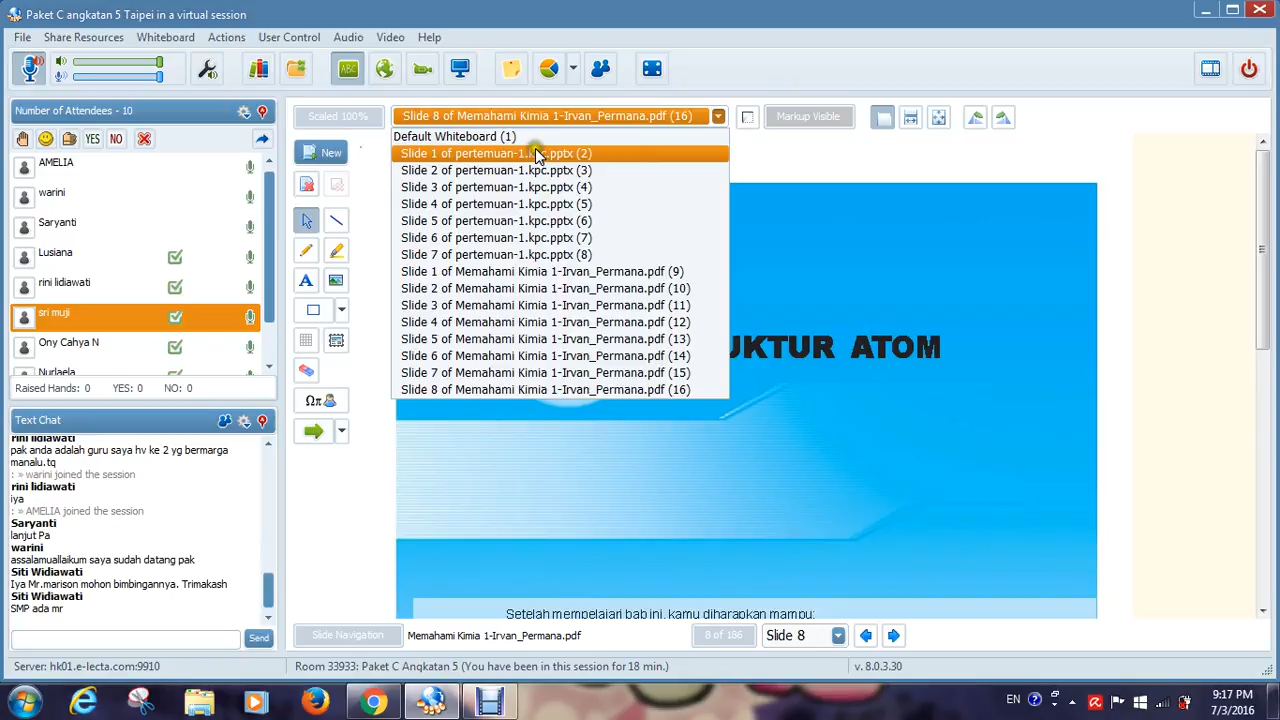 Paket C angkatan 5 Taipei in a virtual session
File Share Resources Whiteboard Actions User Control Audio Video Help
ABC
Number of Attendees - 10
YES NO
AMELIA
warini
Saryanti
Lusiana
rini lidiawati
sri muji
Ony Cahya N
Nurlaela
Raised Hands: 0 YES: 0 NO: 0
Text Chat
rini lidiawati
pak anda adalah guru saya hv ke 2 yg bermarga
manalu.tq
: » warini joined the session
rini lidiawati
iya
: » AMELIA joined the session
Saryanti
lanjut Pa
warini
assalamuallaikum saya sudah datang pak
Siti Widiawati
Iya Mr.marison mohon bimbingannya. Trimakash
Siti Widiawati
SMP ada mr
Send
Scaled 100% Slide 8 of Memahami Kimia 1-Irvan_Permana.pdf (16) Markup Visible
New
A
Ωπ
Default Whiteboard (1)
Slide 1 of pertemuan-1.kpc.pptx (2)
Slide 2 of pertemuan-1.kpc.pptx (3)
Slide 3 of pertemuan-1.kpc.pptx (4)
Slide 4 of pertemuan-1.kpc.pptx (5)
Slide 5 of pertemuan-1.kpc.pptx (6)
Slide 6 of pertemuan-1.kpc.pptx (7)
Slide 7 of pertemuan-1.kpc.pptx (8)
Slide 1 of Memahami Kimia 1-Irvan_Permana.pdf (9)
Slide 2 of Memahami Kimia 1-Irvan_Permana.pdf (10)
Slide 3 of Memahami Kimia 1-Irvan_Permana.pdf (11)
Slide 4 of Memahami Kimia 1-Irvan_Permana.pdf (12)
Slide 5 of Memahami Kimia 1-Irvan_Permana.pdf (13)
Slide 6 of Memahami Kimia 1-Irvan_Permana.pdf (14)
Slide 7 of Memahami Kimia 1-Irvan_Permana.pdf (15)
Slide 8 of Memahami Kimia 1-Irvan_Permana.pdf (16)
UKTUR ATOM
Setelah mempelajari bab ini, kamu diharapkan mampu:
Slide Navigation Memahami Kimia 1-Irvan_Permana.pdf 8 of 186 Slide 8
Server: hk01.e-lecta.com:9910 Room 33933: Paket C Angkatan 5 (You have been in this session for 18 min.) v. 8.0.3.30
EN 9:17 PM
7/3/2016